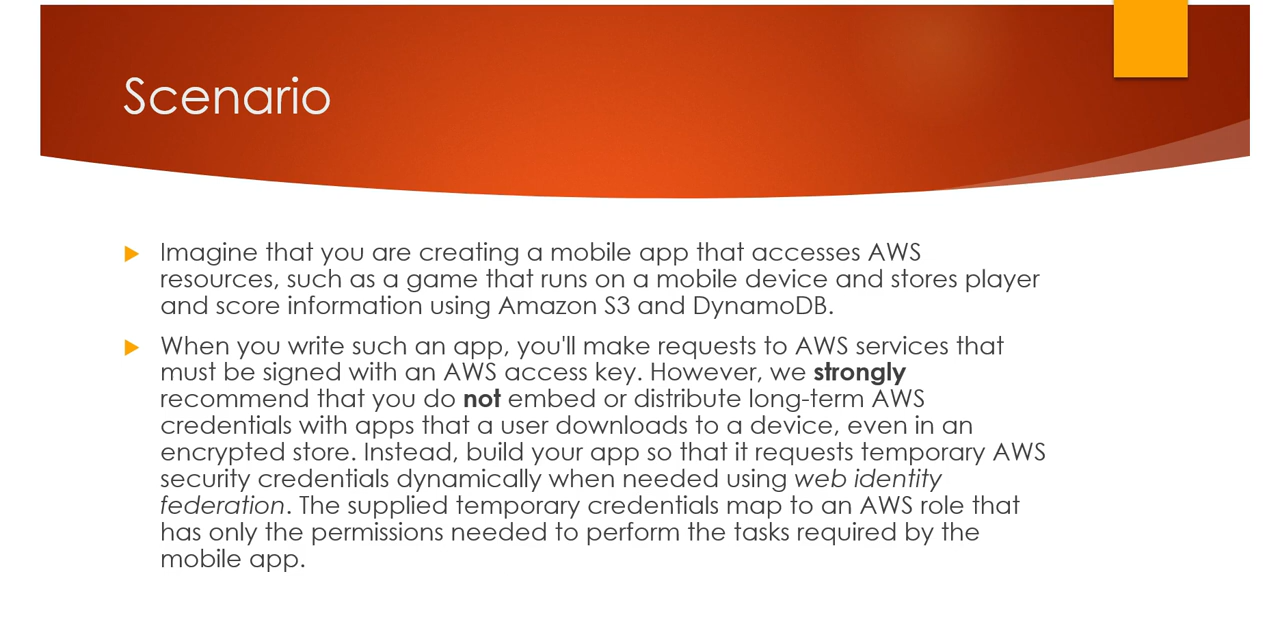 Scenario
Imagine that you are creating a mobile app that accesses AWS
resources, such as a game that runs on a mobile device and stores player
and score information using Amazon S3 and DynamoDB.
When you write such an app, you'll make requests to AWS services that
must be signed with an AWS access key. However, we strongly
recommend that you do not embed or distribute long-term AWS
credentials with apps that a user downloads to a device, even in an
encrypted store. Instead, build your app so that it requests temporary AWS
security credentials dynamically when needed using web identity
federation. The supplied temporary credentials map to an AWS role that
has only the permissions needed to perform the tasks required by the
mobile app.